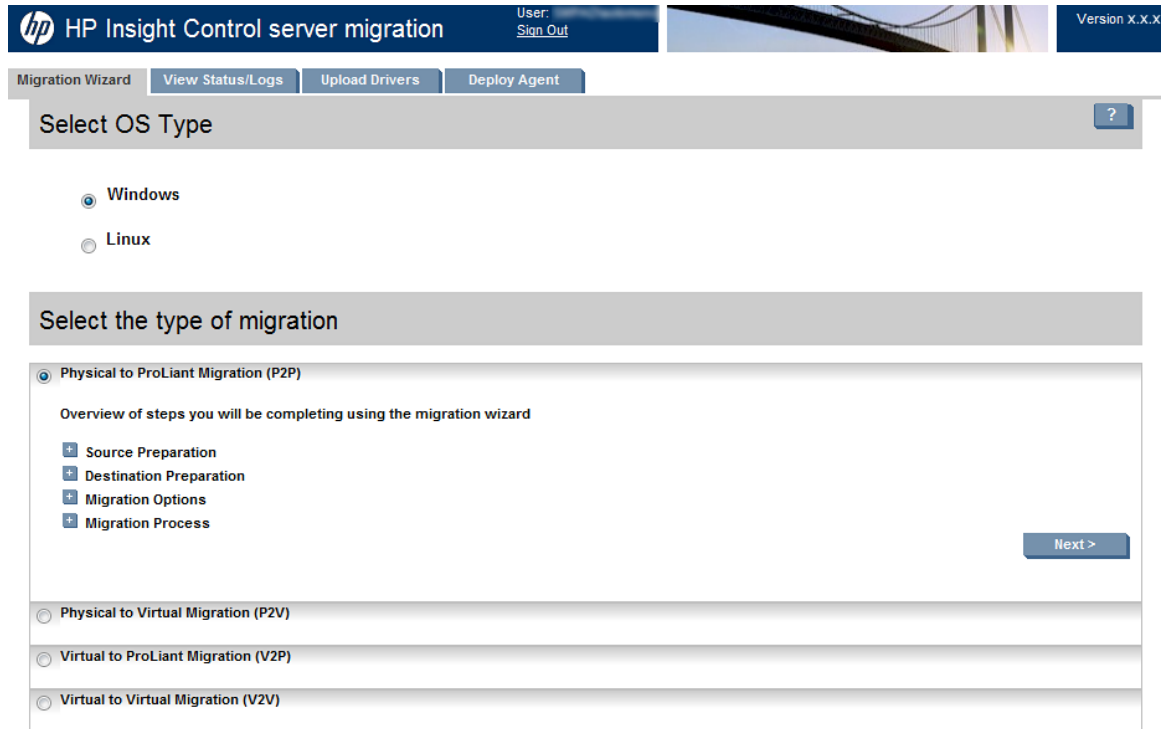 hp HP Insight Control server migration
User:
Sign Out
Version X.X.X
Migration Wizard View Status/Logs Upload Drivers Deploy Agent
Select OS Type
?
Windows
Linux
Select the type of migration
Physical to ProLiant Migration (P2P)
Overview of steps you will be completing using the migration wizard
Source Preparation
Destination Preparation
Migration Options
Migration Process
Next >
Physical to Virtual Migration (P2V)
Virtual to ProLiant Migration (V2P)
Virtual to Virtual Migration (V2V)